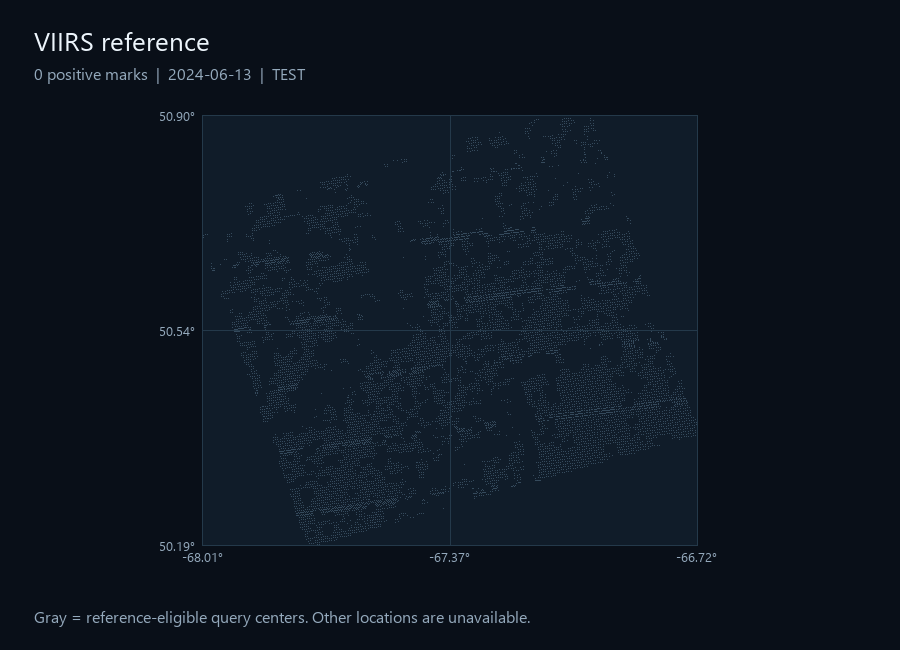 VIIRS reference
0 positive marks | 2024-06-13 | TEST
50.90°
50.54°
50.19°
-68.01°
-67.37°
-66.72°
Gray = reference-eligible query centers. Other locations are unavailable.